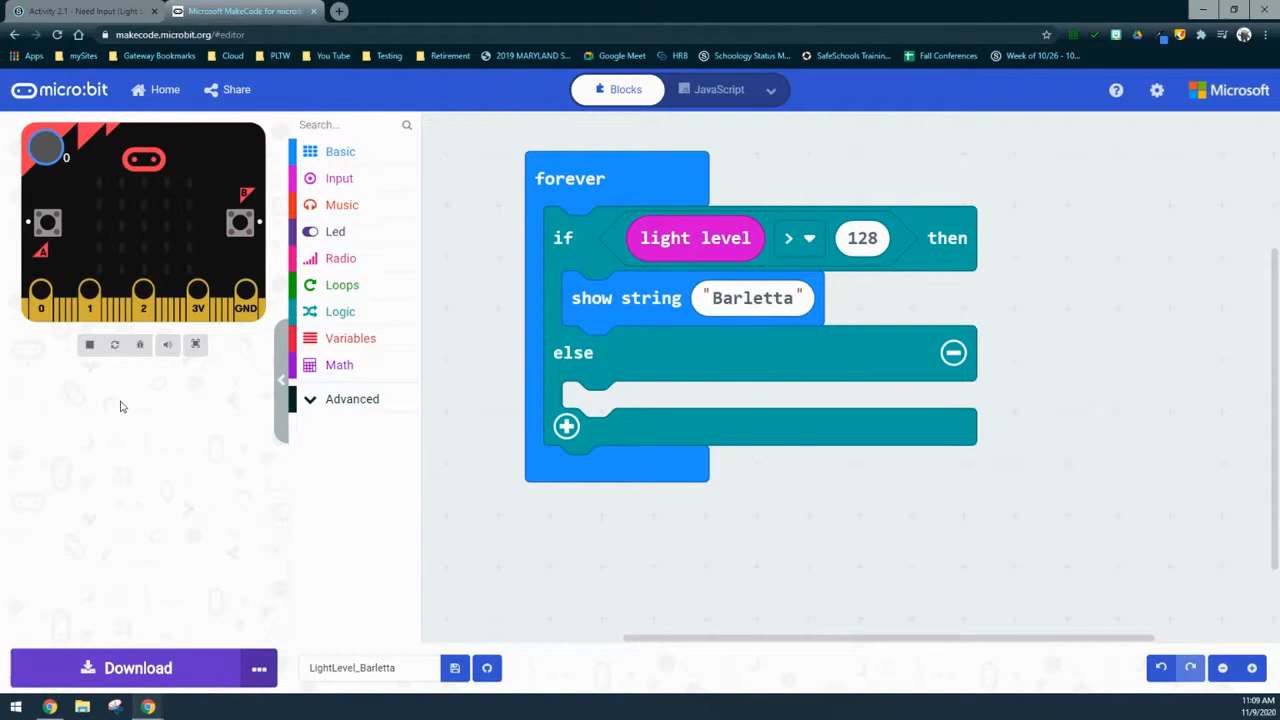 Activity 2.1 - Need Input (Light L
Microsoft MakeCode for micro:bit
makecode.microbit.org/#editor
Apps
mySites
Gateway Bookmarks
Cloud
PLTW
You Tube
Testing
Retirement
2019 MARYLAND S...
Google Meet
HRB
Schoology Status M...
SafeSchools Trainin...
Fall Conferences
Week of 10/26 - 10...
micro:bit
Home
Share
Blocks
JavaScript
?
Microsoft
0
A
B
0 1 2 3V GND
Search...
Basic
Input
Music
Led
Radio
Loops
Logic
Variables
Math
Advanced
forever
if light level > 128 then
show string "Barletta"
else
Download
LightLevel_Barletta
11:09 AM
11/9/2020